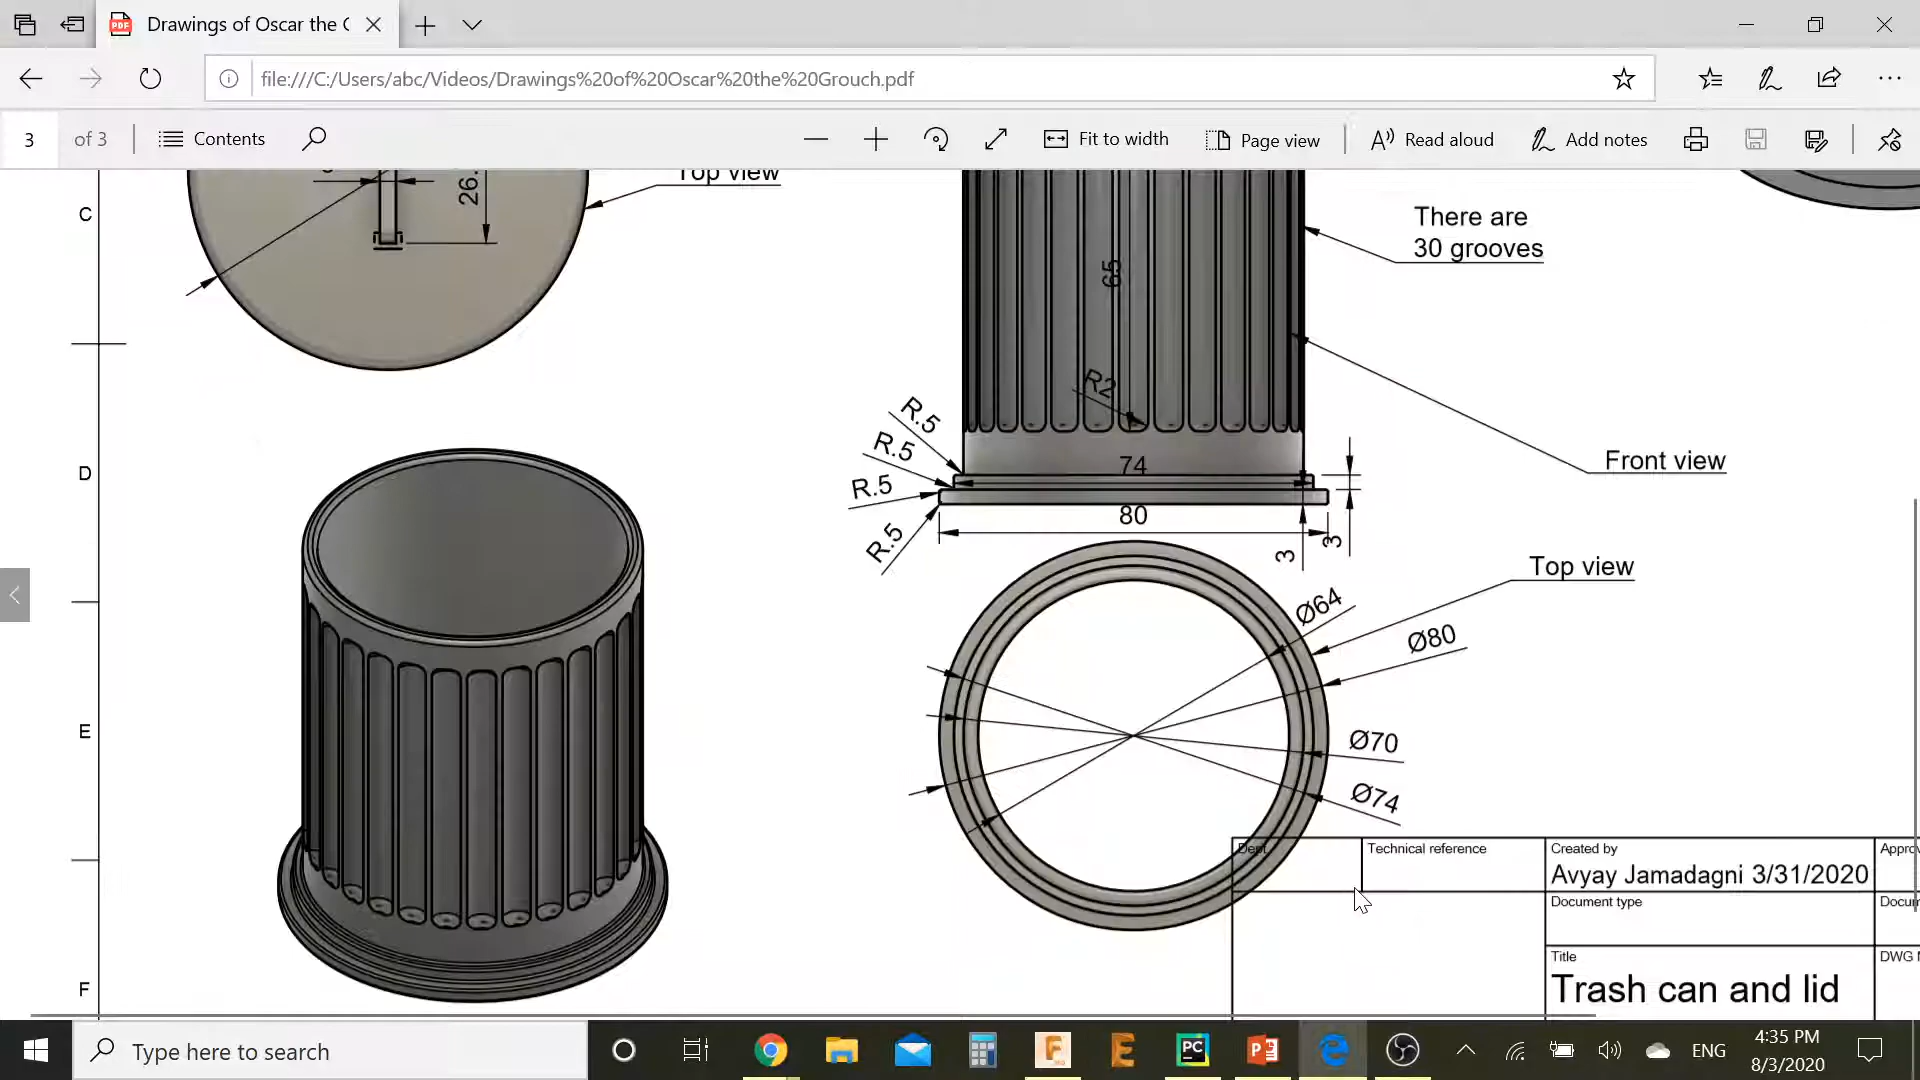 Drawings of Oscar the G
file:///C:/Users/abc/Videos/Drawings%20of%20Oscar%20the%20Grouch.pdf
3 of 3
Contents
Fit to width
Page view
Read aloud
Add notes
C
26.
Top view
65
There are
30 grooves
R2
R.5
R.5
R.5
R.5
D
74
80
3
3
Front view
Top view
Ø64
Ø80
E
Ø70
Ø74
Dept.
Technical reference
Created by
Avyay Jamadagni 3/31/2020
Document type
Title
Trash can and lid
F
Type here to search
ENG
4:35 PM
8/3/2020